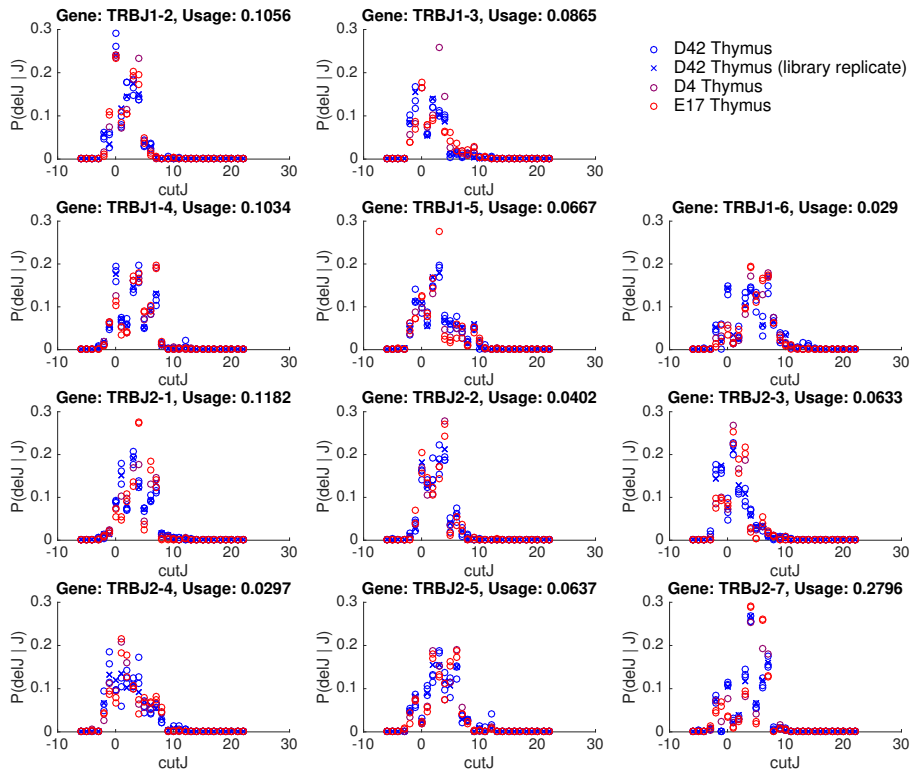 Gene: TRBJ1-2, Usage: 0.1056
0.3
0.2
0.1
0
P(delJ | J)
-10
0
10
20
30
cutJ
Gene: TRBJ1-3, Usage: 0.0865
0.3
0.2
0.1
0
P(delJ | J)
-10
0
10
20
30
cutJ
D42 Thymus
D42 Thymus (library replicate)
D4 Thymus
E17 Thymus
Gene: TRBJ1-4, Usage: 0.1034
0.3
0.2
0.1
0
P(delJ | J)
-10
0
10
20
30
cutJ
Gene: TRBJ1-5, Usage: 0.0667
0.3
0.2
0.1
0
P(delJ | J)
-10
0
10
20
30
cutJ
Gene: TRBJ1-6, Usage: 0.029
0.3
0.2
0.1
0
P(delJ | J)
-10
0
10
20
30
cutJ
Gene: TRBJ2-1, Usage: 0.1182
0.3
0.2
0.1
0
P(delJ | J)
-10
0
10
20
30
cutJ
Gene: TRBJ2-2, Usage: 0.0402
0.3
0.2
0.1
0
P(delJ | J)
-10
0
10
20
30
cutJ
Gene: TRBJ2-3, Usage: 0.0633
0.3
0.2
0.1
0
P(delJ | J)
-10
0
10
20
30
cutJ
Gene: TRBJ2-4, Usage: 0.0297
0.3
0.2
0.1
0
P(delJ | J)
-10
0
10
20
30
cutJ
Gene: TRBJ2-5, Usage: 0.0637
0.3
0.2
0.1
0
P(delJ | J)
-10
0
10
20
30
cutJ
Gene: TRBJ2-7, Usage: 0.2796
0.3
0.2
0.1
0
P(delJ | J)
-10
0
10
20
30
cutJ